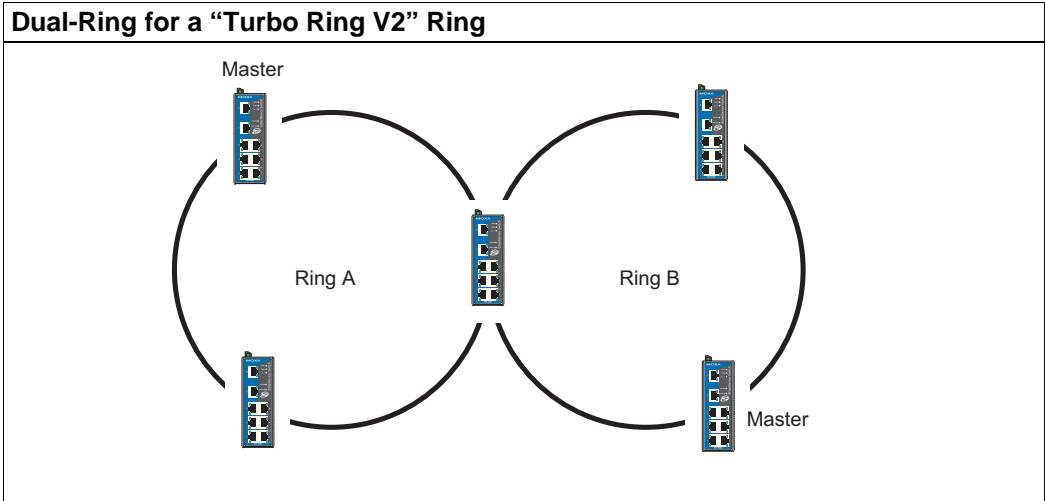 Dual-Ring for a “Turbo Ring V2” Ring
Master
Ring A
Ring B
Master